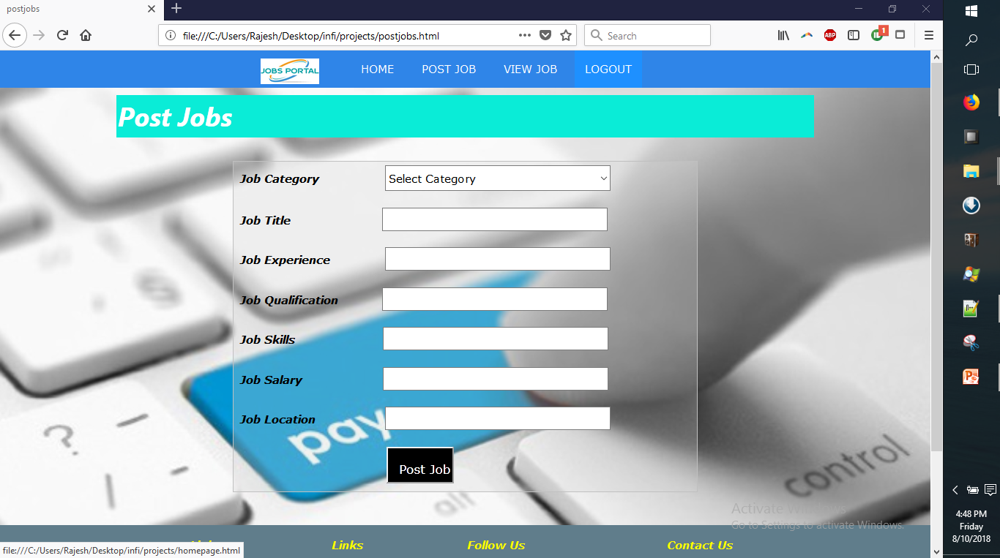 postjobs
file:///C:/Users/Rajesh/Desktop/infi/projects/postjobs.html
Search
ABP
1
JOBS PORTAL
HOME
POST JOB
VIEW JOB
LOGOUT
Post Jobs
Job Category
Select Category
Job Title
Job Experience
Job Qualification
Job Skills
Job Salary
Job Location
Post Job
pay
?
control
alt
Activate Windows
Go to Settings to activate Windows.
Links
Follow Us
Contact Us
file:///C:/Users/Rajesh/Desktop/infi/projects/homepage.html
4:48 PM
Friday
8/10/2018